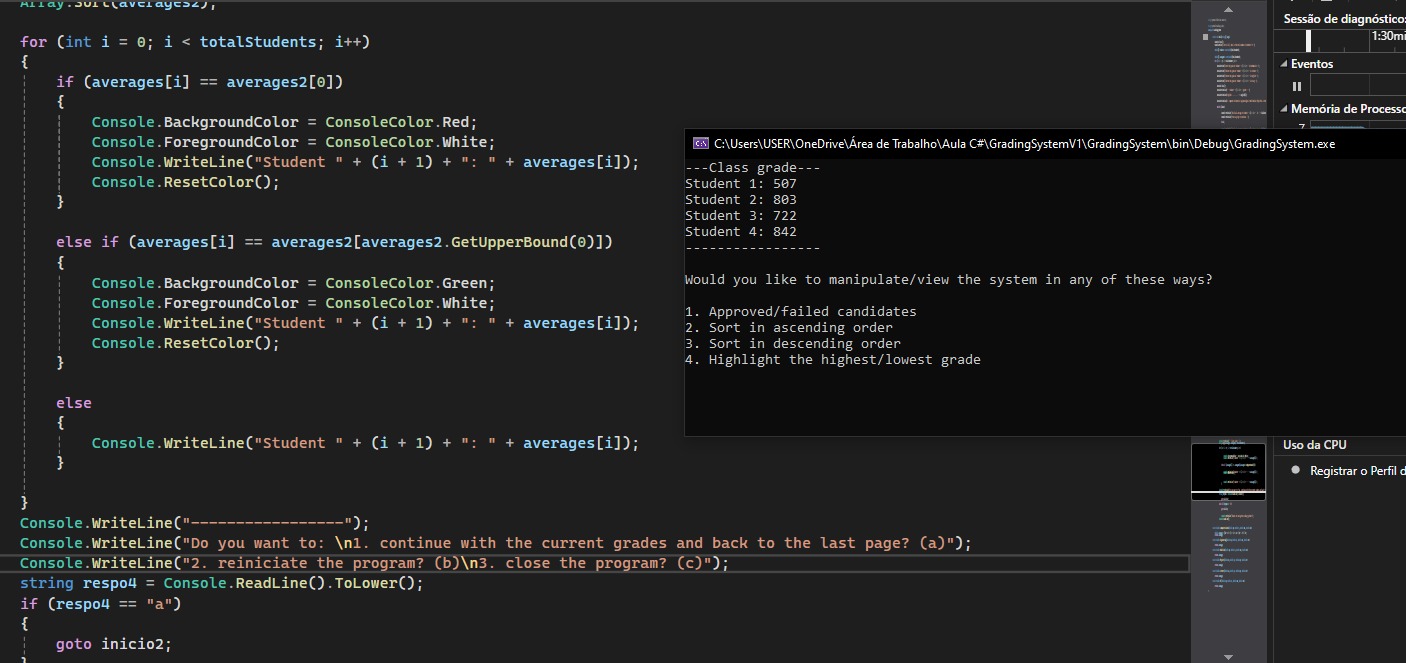 Array.Sort(averages2);
for (int i = 0; i < totalStudents; i++)
{
if (averages[i] == averages2[0])
{
Console.BackgroundColor = ConsoleColor.Red;
Console.ForegroundColor = ConsoleColor.White;
Console.WriteLine("Student " + (i + 1) + ": " + averages[i]);
Console.ResetColor();
}
else if (averages[i] == averages2[averages2.GetUpperBound(0)])
{
Console.BackgroundColor = ConsoleColor.Green;
Console.ForegroundColor = ConsoleColor.White;
Console.WriteLine("Student " + (i + 1) + ": " + averages[i]);
Console.ResetColor();
}
else
{
Console.WriteLine("Student " + (i + 1) + ": " + averages[i]);
}
}
Console.WriteLine("-----------------");
Console.WriteLine("Do you want to: \n1. continue with the current grades and back to the last page? (a)");
Console.WriteLine("2. reiniciate the program? (b)\n3. close the program? (c)");
string respo4 = Console.ReadLine().ToLower();
if (respo4 == "a")
{
goto inicio2;
}
C:\Users\USER\OneDrive\Área de Trabalho\Aula C#\GradingSystemV1\GradingSystem\bin\Debug\GradingSystem.exe
---Class grade---
Student 1: 507
Student 2: 803
Student 3: 722
Student 4: 842
-----------------
Would you like to manipulate/view the system in any of these ways?
1. Approved/failed candidates
2. Sort in ascending order
3. Sort in descending order
4. Highlight the highest/lowest grade
Sessão de diagnóstico:
1:30mi
Eventos
Memória de Processo
7
Uso da CPU
Registrar o Perfil d